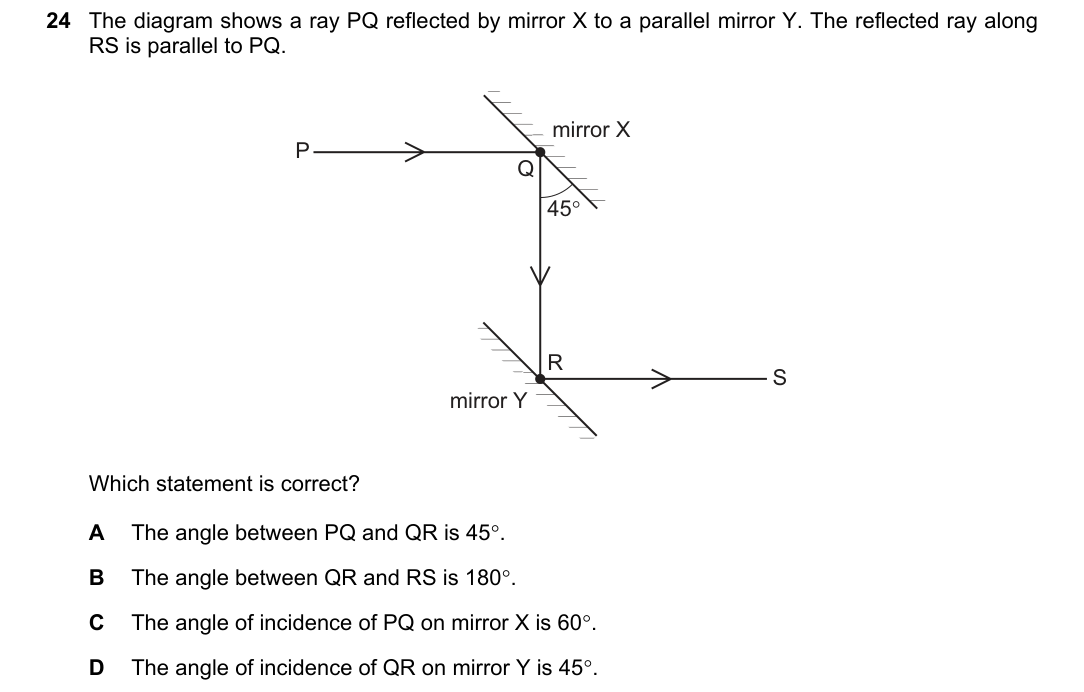 24 The diagram shows a ray PQ reflected by mirror X to a parallel mirror Y. The reflected ray along
RS is parallel to PQ.
mirror X
P
Q
45°
R
S
mirror Y
Which statement is correct?
A The angle between PQ and QR is 45°.
B The angle between QR and RS is 180°.
C The angle of incidence of PQ on mirror X is 60°.
D The angle of incidence of QR on mirror Y is 45°.